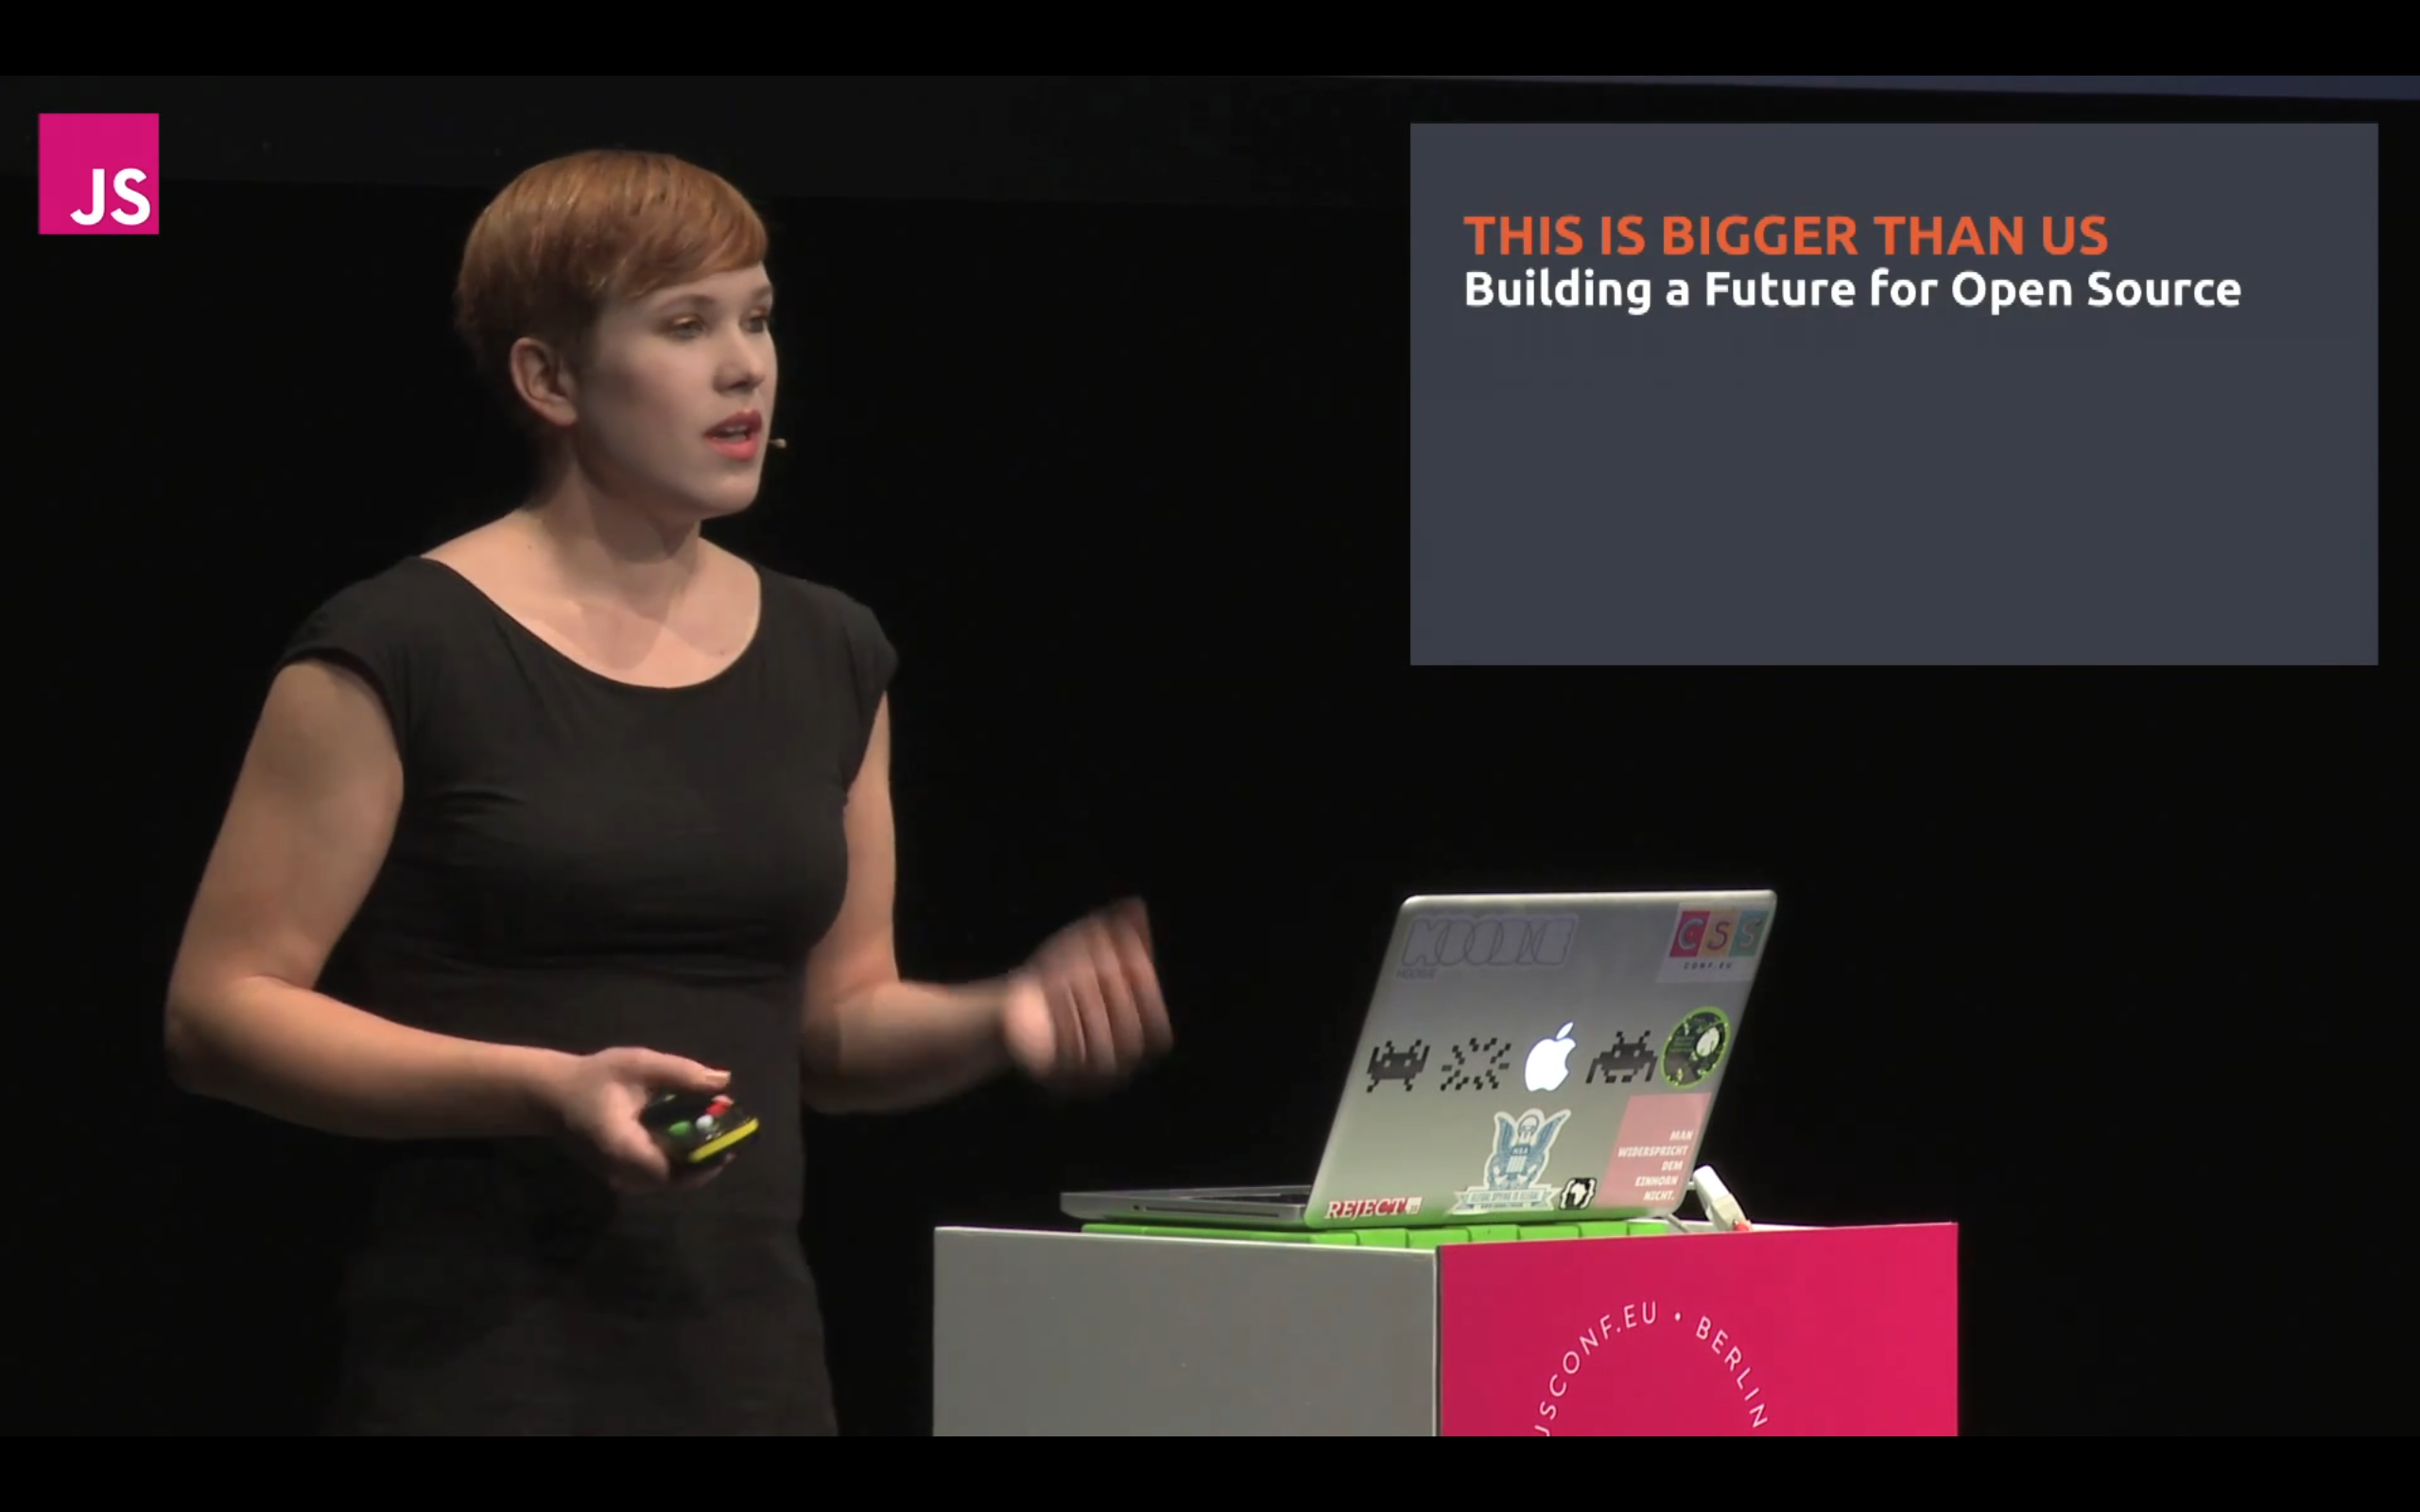 JS
THIS IS BIGGER THAN US
Building a Future for Open Source
HOODIE
CSS
CONF.EU
NSA
MAN
WIDERSPRICHT
DEM
EINHORN
NICHT.
REJECT
JSCONF.EU • BERLIN